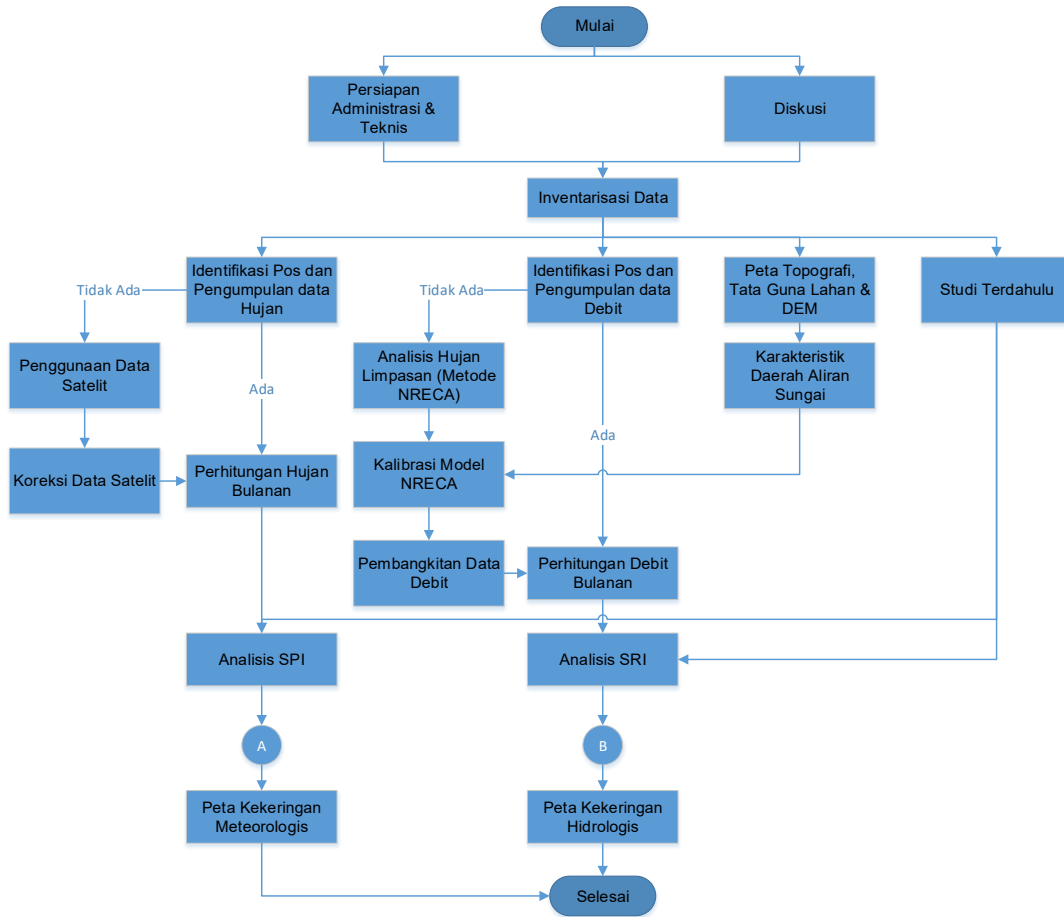 Mulai
Persiapan
Administrasi &
Teknis
Diskusi
Inventarisasi Data
Identifikasi Pos dan
Pengumpulan data
Hujan
Identifikasi Pos dan
Pengumpulan data
Debit
Peta Topografi,
Tata Guna Lahan &
DEM
Studi Terdahulu
Tidak Ada
Tidak Ada
Penggunaan Data
Satelit
Ada
Analisis Hujan
Limpasan (Metode
NRECA)
Karakteristik
Daerah Aliran
Sungai
Ada
Koreksi Data Satelit
Perhitungan Hujan
Bulanan
Kalibrasi Model
NRECA
Pembangkitan Data
Debit
Perhitungan Debit
Bulanan
Analisis SPI
Analisis SRI
A
B
Peta Kekeringan
Meteorologis
Peta Kekeringan
Hidrologis
Selesai